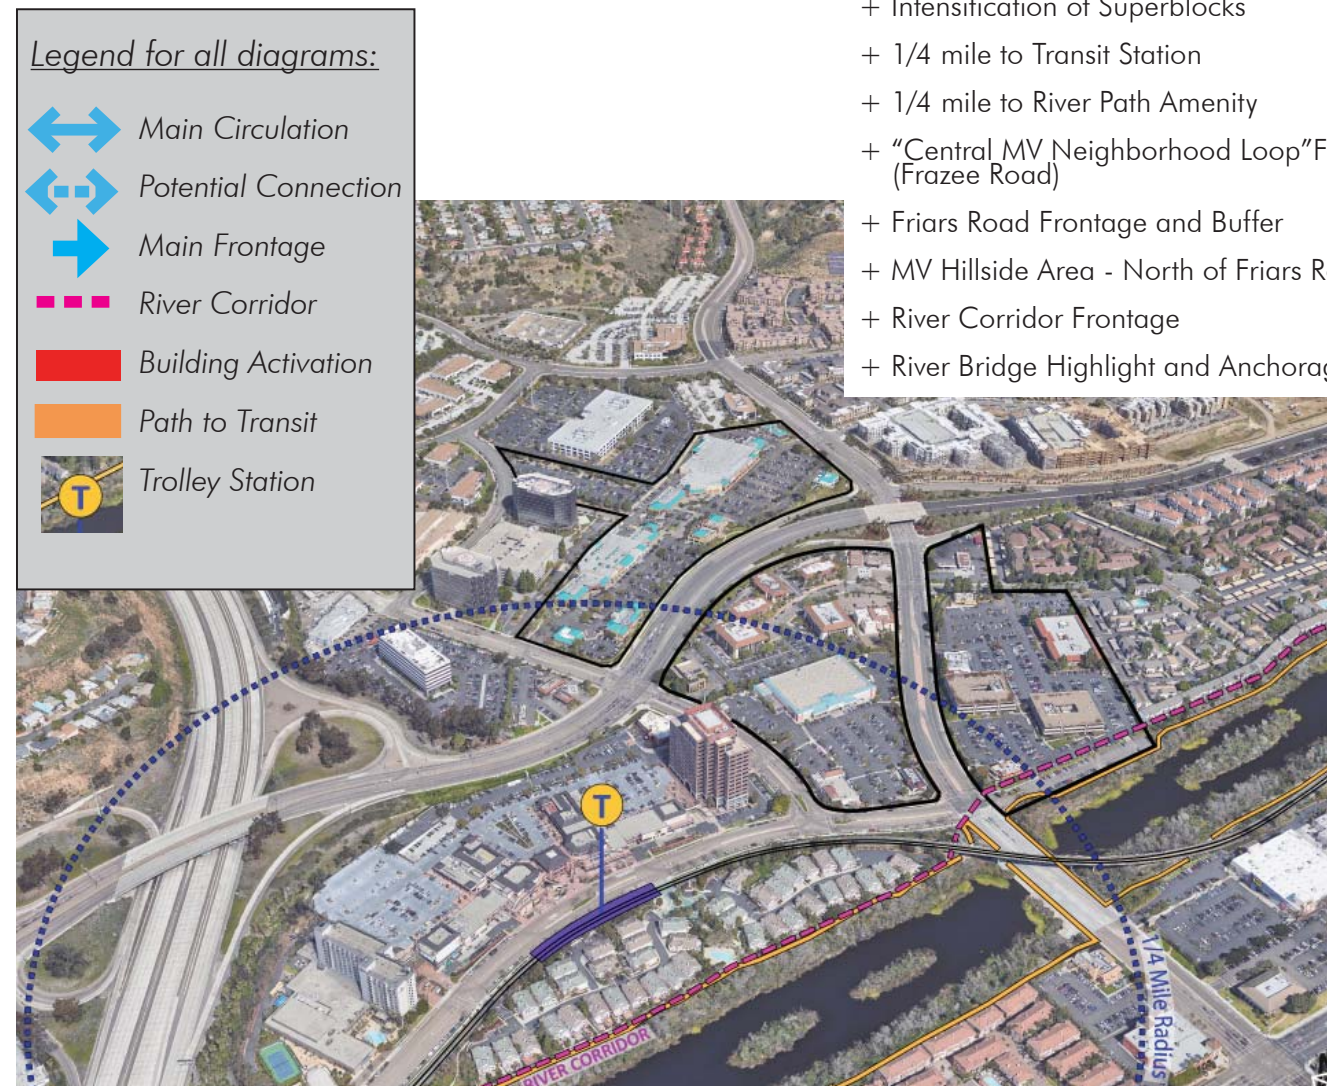 Legend for all diagrams:
Main Circulation
Potential Connection
Main Frontage
River Corridor
Building Activation
Path to Transit
T
Trolley Station
+ Intensification of Superblocks
+ 1/4 mile to Transit Station
+ 1/4 mile to River Path Amenity
+ “Central MV Neighborhood Loop”F
(Frazee Road)
+ Friars Road Frontage and Buffer
+ MV Hillside Area - North of Friars R
+ River Corridor Frontage
+ River Bridge Highlight and Anchorag
T
1/4 Mile Radius
RIVER CORRIDOR